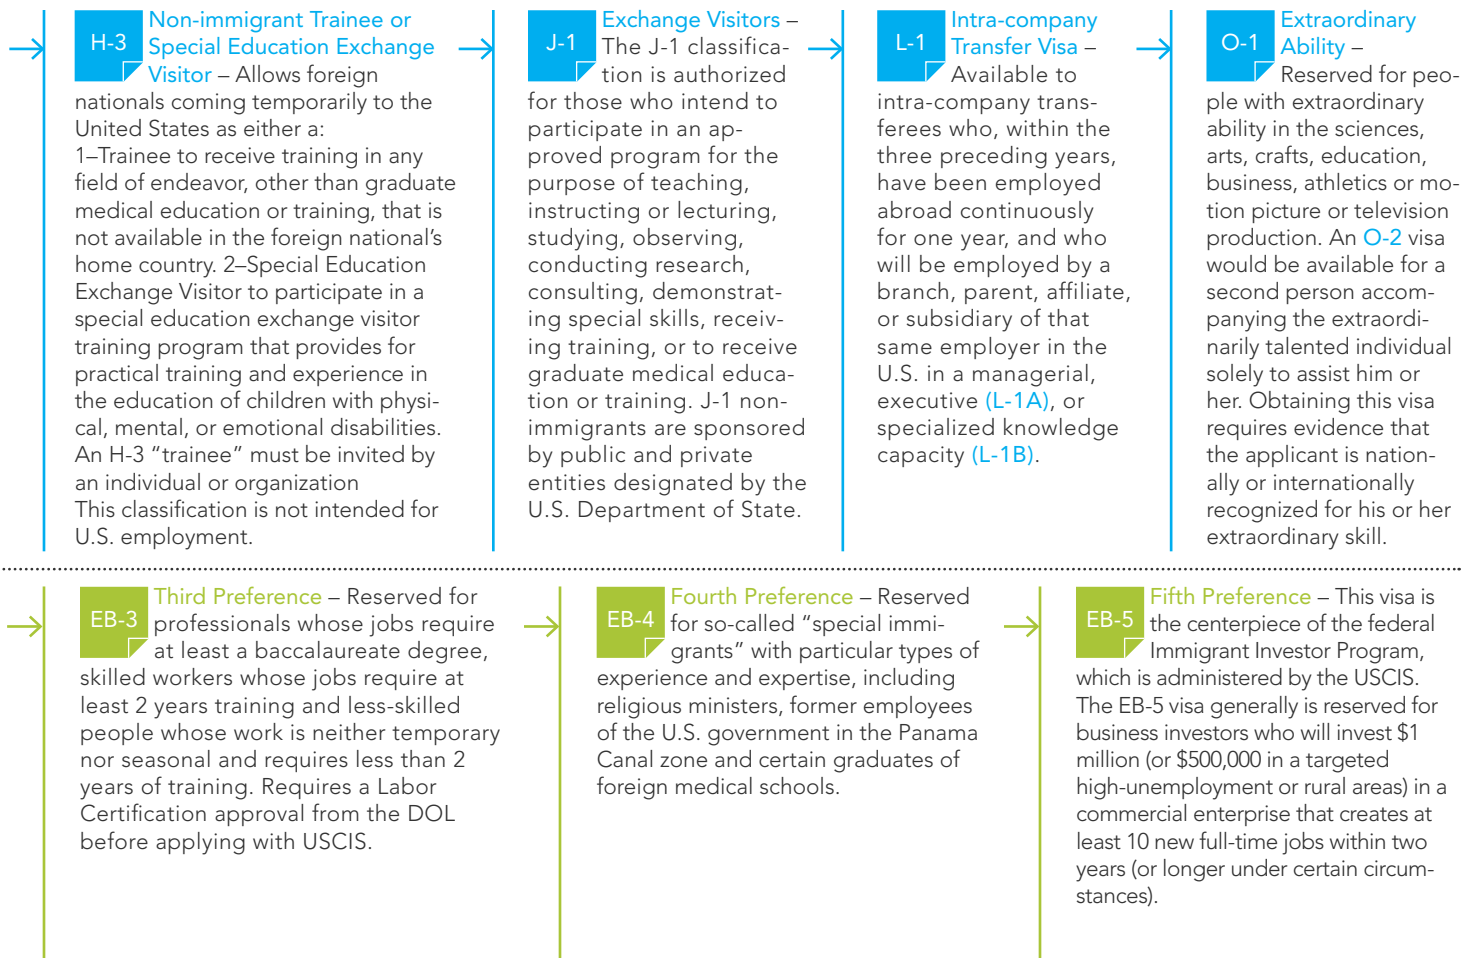 H-3
Non-immigrant Trainee or
Special Education Exchange
Visitor – Allows foreign
nationals coming temporarily to the
United States as either a:
1–Trainee to receive training in any
field of endeavor, other than graduate
medical education or training, that is
not available in the foreign national’s
home country. 2–Special Education
Exchange Visitor to participate in a
special education exchange visitor
training program that provides for
practical training and experience in
the education of children with physi-
cal, mental, or emotional disabilities.
An H-3 “trainee” must be invited by
an individual or organization
This classification is not intended for
U.S. employment.
J-1
Exchange Visitors –
The J-1 classifica-
tion is authorized
for those who intend to
participate in an ap-
proved program for the
purpose of teaching,
instructing or lecturing,
studying, observing,
conducting research,
consulting, demonstrat-
ing special skills, receiv-
ing training, or to receive
graduate medical educa-
tion or training. J-1 non-
immigrants are sponsored
by public and private
entities designated by the
U.S. Department of State.
L-1
Intra-company
Transfer Visa –
Available to
intra-company trans-
ferees who, within the
three preceding years,
have been employed
abroad continuously
for one year, and who
will be employed by a
branch, parent, affiliate,
or subsidiary of that
same employer in the
U.S. in a managerial,
executive (L-1A), or
specialized knowledge
capacity (L-1B).
O-1
Extraordinary
Ability –
Reserved for peo-
ple with extraordinary
ability in the sciences,
arts, crafts, education,
business, athletics or mo-
tion picture or television
production. An O-2 visa
would be available for a
second person accom-
panying the extraordi-
narily talented individual
solely to assist him or
her. Obtaining this visa
requires evidence that
the applicant is nation-
ally or internationally
recognized for his or her
extraordinary skill.
EB-3
Third Preference – Reserved for
professionals whose jobs require
at least a baccalaureate degree,
skilled workers whose jobs require at
least 2 years training and less-skilled
people whose work is neither temporary
nor seasonal and requires less than 2
years of training. Requires a Labor
Certification approval from the DOL
before applying with USCIS.
EB-4
Fourth Preference – Reserved
for so-called “special immi-
grants” with particular types of
experience and expertise, including
religious ministers, former employees
of the U.S. government in the Panama
Canal zone and certain graduates of
foreign medical schools.
EB-5
Fifth Preference – This visa is
the centerpiece of the federal
Immigrant Investor Program,
which is administered by the USCIS.
The EB-5 visa generally is reserved for
business investors who will invest $1
million (or $500,000 in a targeted
high-unemployment or rural areas) in a
commercial enterprise that creates at
least 10 new full-time jobs within two
years (or longer under certain circum-
stances).